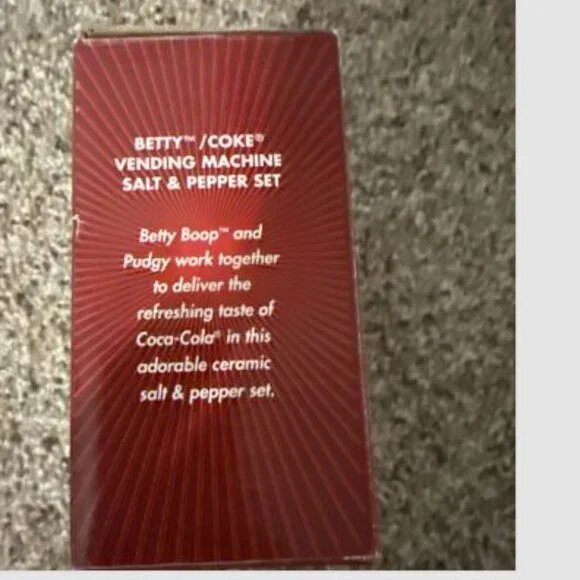 BETTY™ /COKE®
VENDING MACHINE
SALT & PEPPER SET
Betty Boop™ and
Pudgy work together
to deliver the
refreshing taste of
Coca-Cola® in this
adorable ceramic
salt & pepper set.